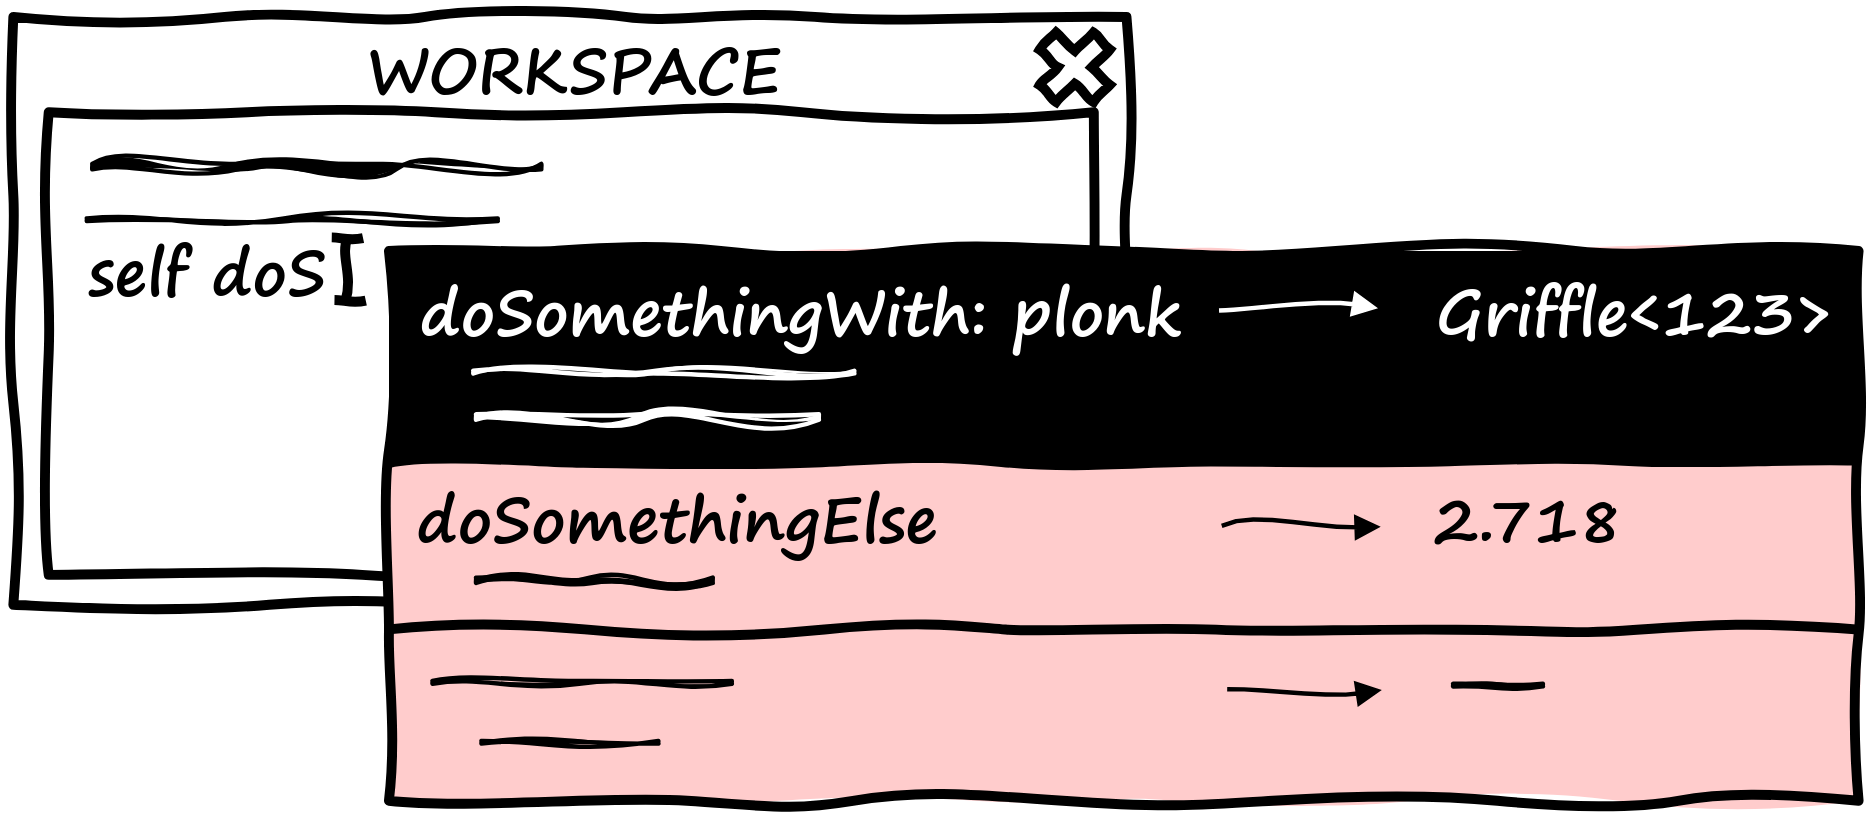 WORKSPACE
self doS
doSomethingWith: plonk → Griffle<123>
doSomethingElse → 2.718